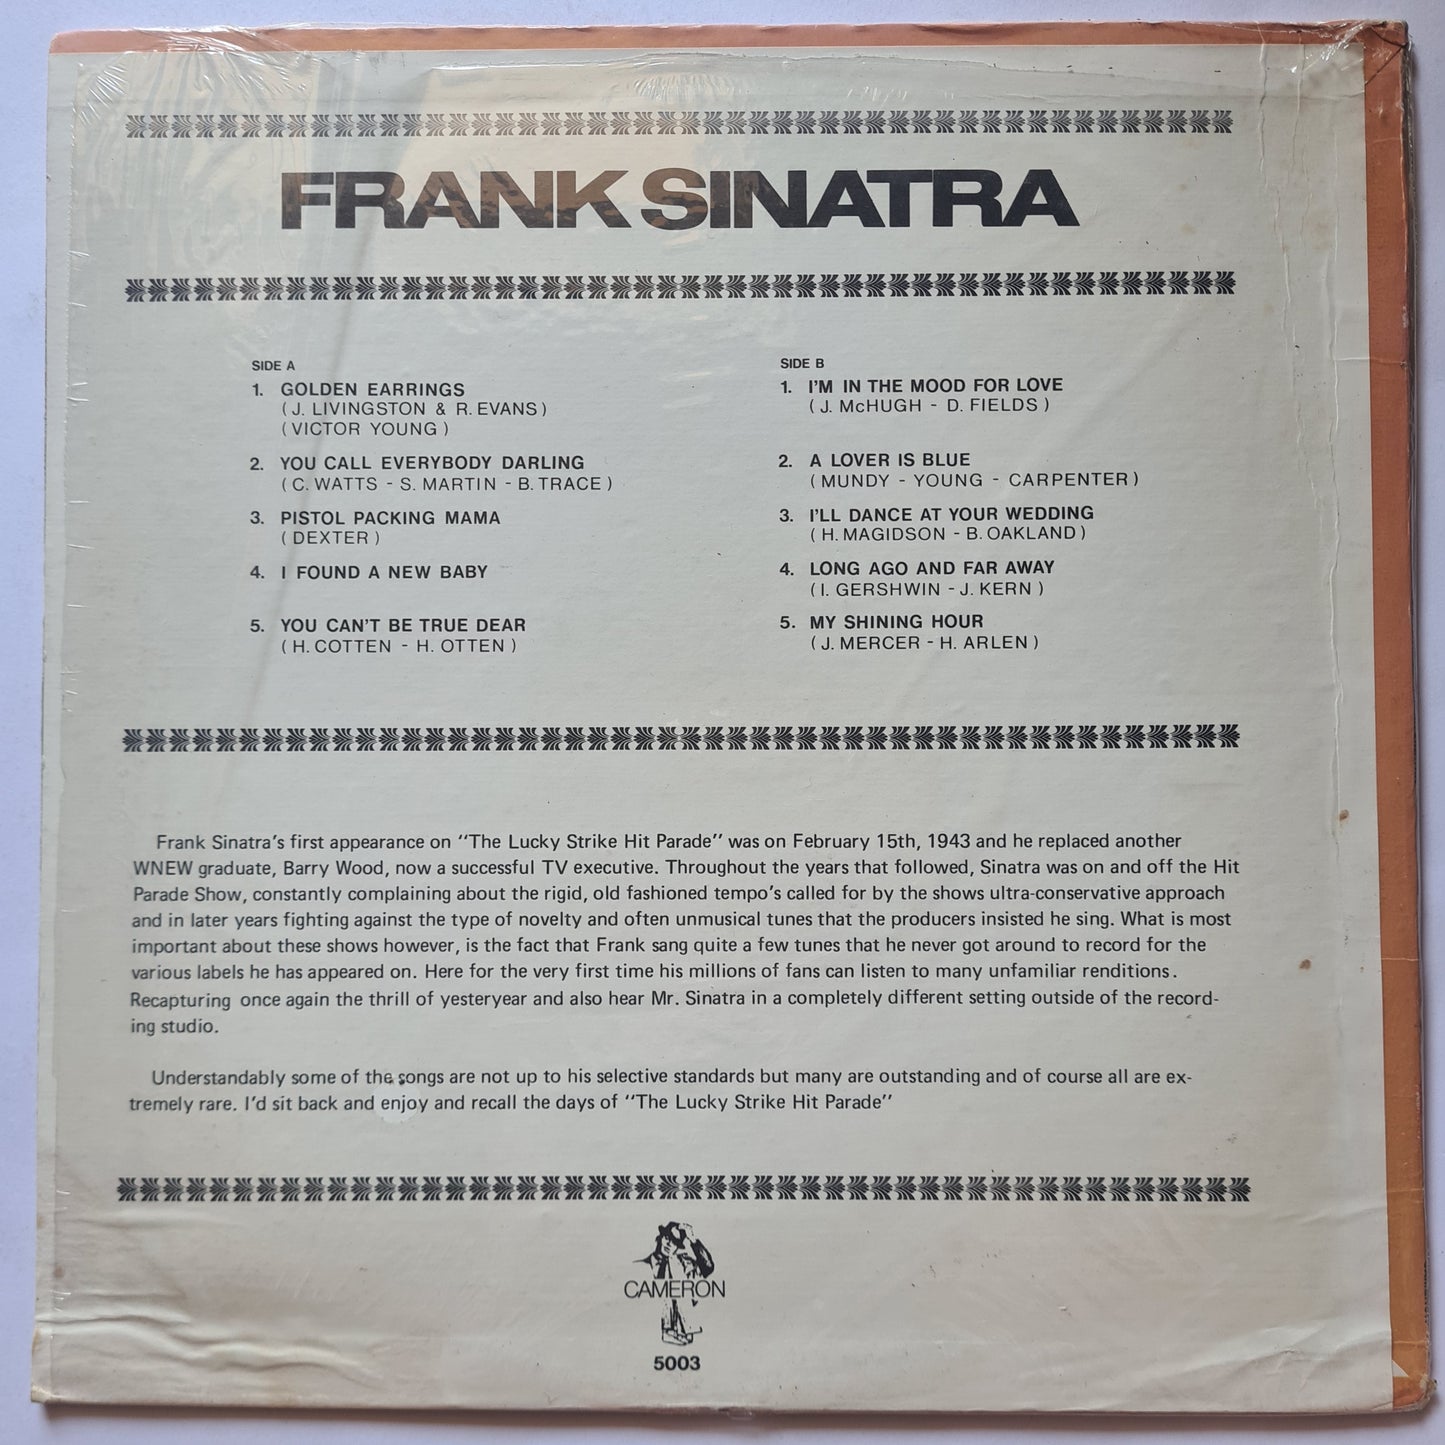 FRANK SINATRA
SIDE A
1. GOLDEN EARRINGS
( J. LIVINGSTON & R. EVANS )
( VICTOR YOUNG )
2. YOU CALL EVERYBODY DARLING
( C. WATTS - S. MARTIN - B. TRACE )
3. PISTOL PACKING MAMA
( DEXTER )
4. I FOUND A NEW BABY
5. YOU CAN'T BE TRUE DEAR
( H. COTTEN - H. OTTEN )
SIDE B
1. I'M IN THE MOOD FOR LOVE
( J. McHUGH - D. FIELDS )
2. A LOVER IS BLUE
( MUNDY - YOUNG - CARPENTER )
3. I'LL DANCE AT YOUR WEDDING
( H. MAGIDSON - B. OAKLAND )
4. LONG AGO AND FAR AWAY
( I. GERSHWIN - J. KERN )
5. MY SHINING HOUR
( J. MERCER - H. ARLEN )
Frank Sinatra's first appearance on "The Lucky Strike Hit Parade" was on February 15th, 1943 and he replaced another
WNEW graduate, Barry Wood, now a successful TV executive. Throughout the years that followed, Sinatra was on and off the Hit
Parade Show, constantly complaining about the rigid, old fashioned tempo's called for by the shows ultra-conservative approach
and in later years fighting against the type of novelty and often unmusical tunes that the producers insisted he sing. What is most
important about these shows however, is the fact that Frank sang quite a few tunes that he never got around to record for the
various labels he has appeared on. Here for the very first time his millions of fans can listen to many unfamiliar renditions.
Recapturing once again the thrill of yesteryear and also hear Mr. Sinatra in a completely different setting outside of the record-
ing studio.
Understandably some of the songs are not up to his selective standards but many are outstanding and of course all are ex-
tremely rare. I'd sit back and enjoy and recall the days of "The Lucky Strike Hit Parade"
CAMERON
5003